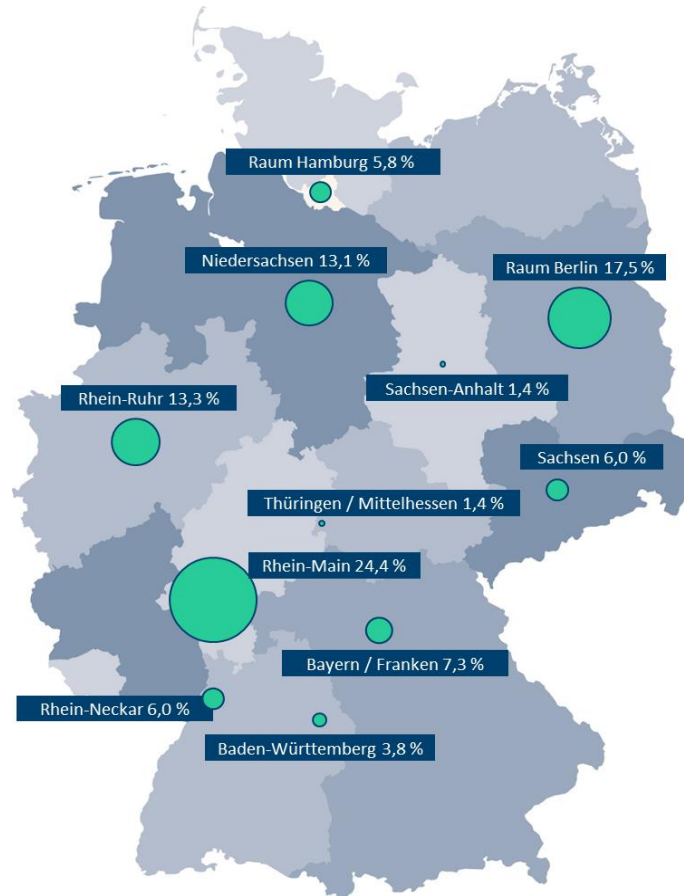 Raum Hamburg 5,8 %
Niedersachsen 13,1 %
Raum Berlin 17,5 %
Sachsen-Anhalt 1,4 %
Rhein-Ruhr 13,3 %
Sachsen 6,0 %
Thüringen / Mittelhessen 1,4 %
Rhein-Main 24,4 %
Bayern / Franken 7,3 %
Rhein-Neckar 6,0 %
Baden-Württemberg 3,8 %